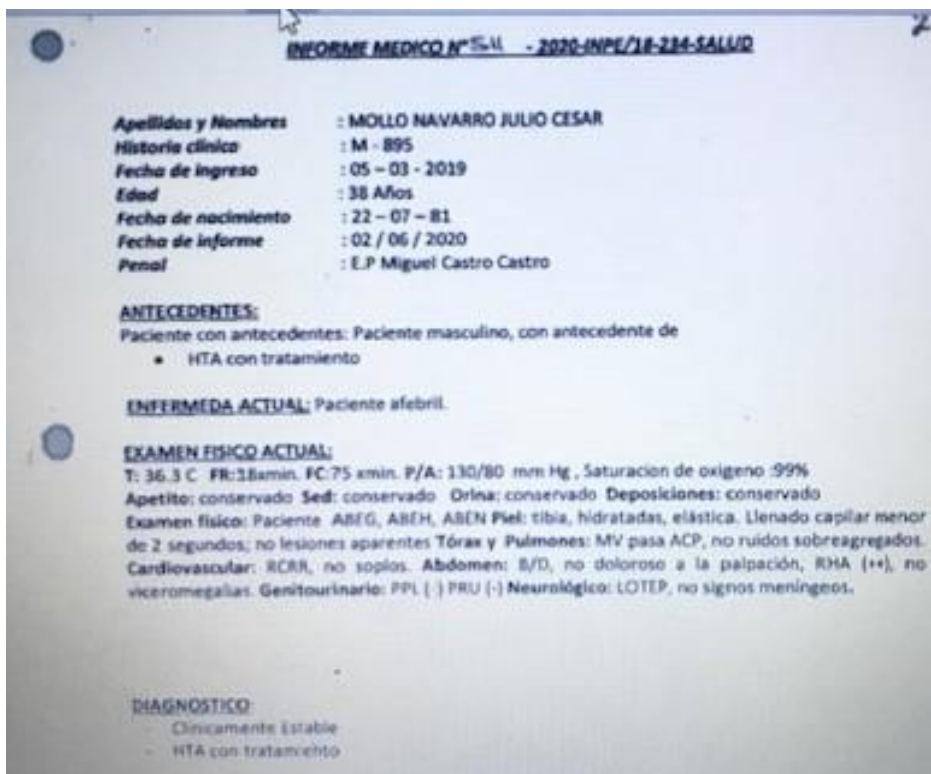 INFORME MEDICO N° 511 - 2020-INPE/18-234-SALUD
Apellidos y Nombres : MOLLO NAVARRO JULIO CESAR
Historia clinico : M - 895
Fecha de ingreso : 05 – 03 - 2019
Edad : 38 Años
Fecha de nacimiento : 22 – 07 – 81
Fecha de informe : 02 / 06 / 2020
Penal : E.P Miguel Castro Castro
ANTECEDENTES:
Paciente con antecedentes: Paciente masculino, con antecedente de
• HTA con tratamiento
ENFERMEDA ACTUAL: Paciente afebril.
EXAMEN FISICO ACTUAL:
T: 36.3 C FR:18xmin. FC:75 xmin. P/A: 130/80 mm Hg , Saturacion de oxigeno :99%
Apetito: conservado Sed: conservado Orina: conservado Deposiciones: conservado
Examen fisico: Paciente ABEG, ABEH, ABEN Piel: tibia, hidratadas, elástica. Llenado capilar menor
de 2 segundos; no lesiones aparentes Tórax y Pulmones: MV pasa ACP, no ruidos sobreagregados.
Cardiovascular: RCRR, no soplos. Abdomen: B/D, no doloroso a la palpación, RHA (++), no
viceromegalias. Genitourinario: PPL (-) PRU (-) Neurológico: LOTEP, no signos meníngeos.
DIAGNOSTICO:
- Clinicamente Estable
- HTA con tratamiento